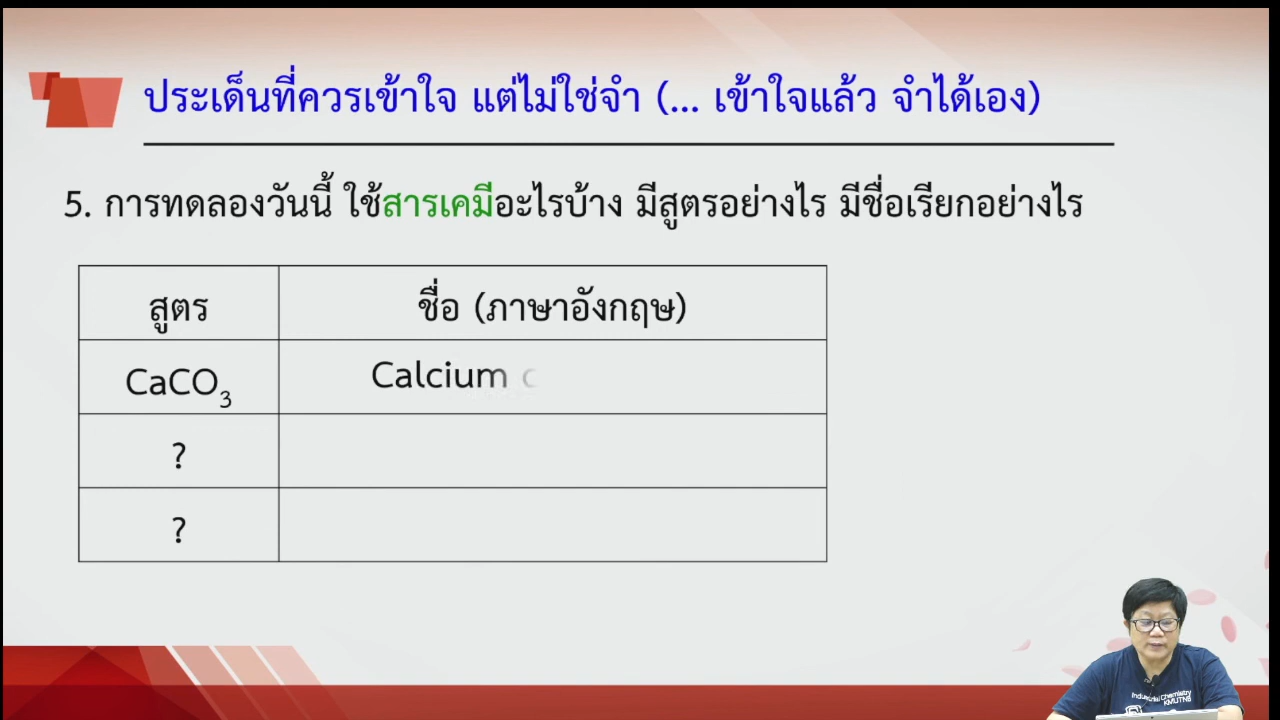 ประเด็นที่ควรเข้าใจ แต่ไม่ใช่จำ (... เข้าใจแล้ว จำได้เอง)
5. การทดลองวันนี้ ใช้สารเคมีอะไรบ้าง มีสูตรอย่างไร มีชื่อเรียกอย่างไร
สูตร ชื่อ (ภาษาอังกฤษ)
CaCO₃ Calcium c
?
?
Industrial Chemistry
KMUTNB